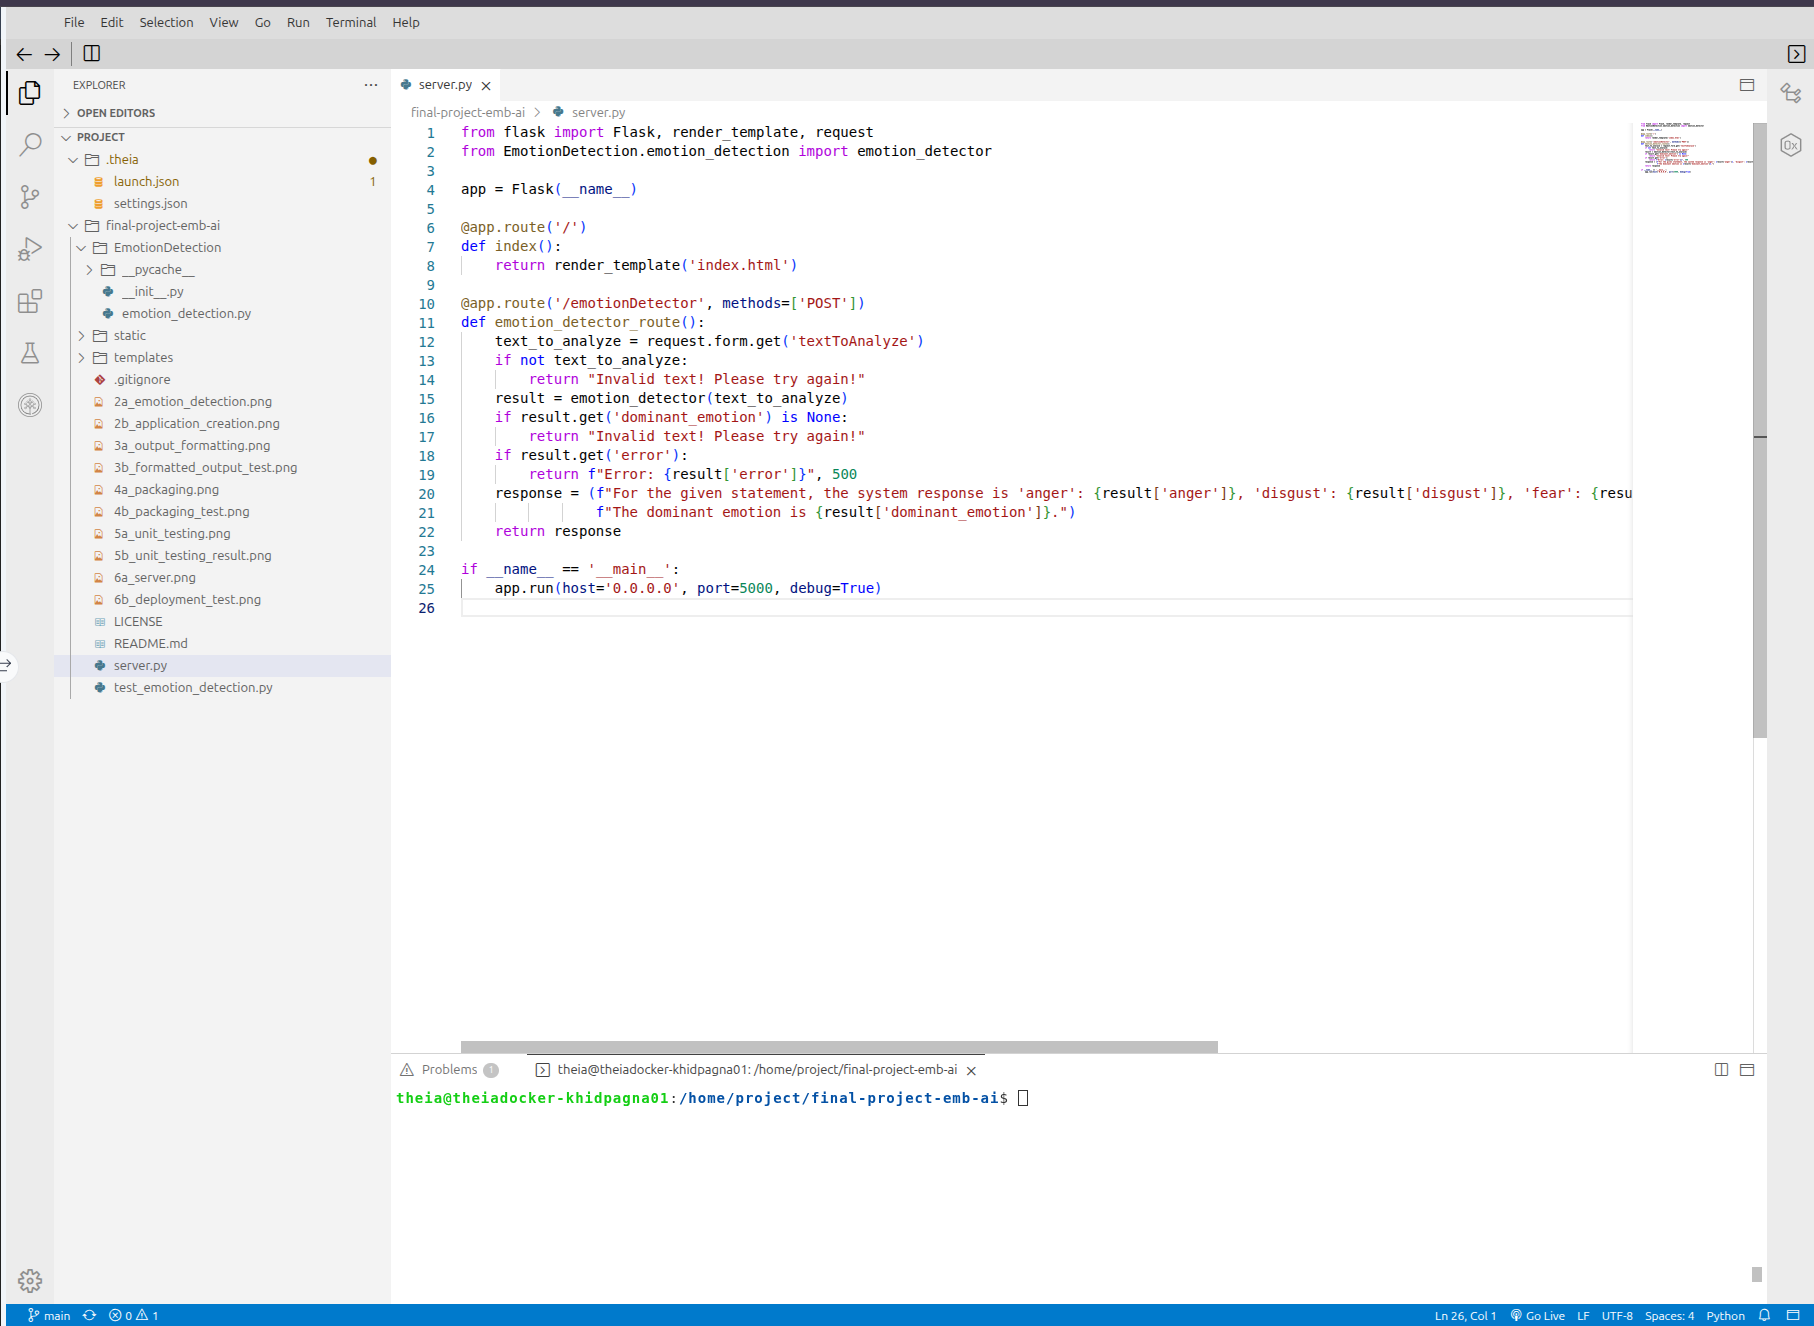 File Edit Selection View Go Run Terminal Help
EXPLORER
OPEN EDITORS
PROJECT
.theia
launch.json 1
settings.json
final-project-emb-ai
EmotionDetection
__pycache__
__init__.py
emotion_detection.py
static
templates
.gitignore
2a_emotion_detection.png
2b_application_creation.png
3a_output_formatting.png
3b_formatted_output_test.png
4a_packaging.png
4b_packaging_test.png
5a_unit_testing.png
5b_unit_testing_result.png
6a_server.png
6b_deployment_test.png
LICENSE
README.md
server.py
test_emotion_detection.py
server.py
final-project-emb-ai > server.py
1 from flask import Flask, render_template, request
2 from EmotionDetection.emotion_detection import emotion_detector
3
4 app = Flask(__name__)
5
6 @app.route('/')
7 def index():
8     return render_template('index.html')
9
10 @app.route('/emotionDetector', methods=['POST'])
11 def emotion_detector_route():
12     text_to_analyze = request.form.get('textToAnalyze')
13     if not text_to_analyze:
14         return "Invalid text! Please try again!"
15     result = emotion_detector(text_to_analyze)
16     if result.get('dominant_emotion') is None:
17         return "Invalid text! Please try again!"
18     if result.get('error'):
19         return f"Error: {result['error']}", 500
20     response = (f"For the given statement, the system response is 'anger': {result['anger']}, 'disgust': {result['disgust']}, 'fear': {resu
21                 f"The dominant emotion is {result['dominant_emotion']}.")
22     return response
23
24 if __name__ == '__main__':
25     app.run(host='0.0.0.0', port=5000, debug=True)
26
Problems 1
theia@theiadocker-khidpagna01: /home/project/final-project-emb-ai
theia@theiadocker-khidpagna01:/home/project/final-project-emb-ai$
main 0 1 Ln 26, Col 1 Go Live LF UTF-8 Spaces: 4 Python
0x